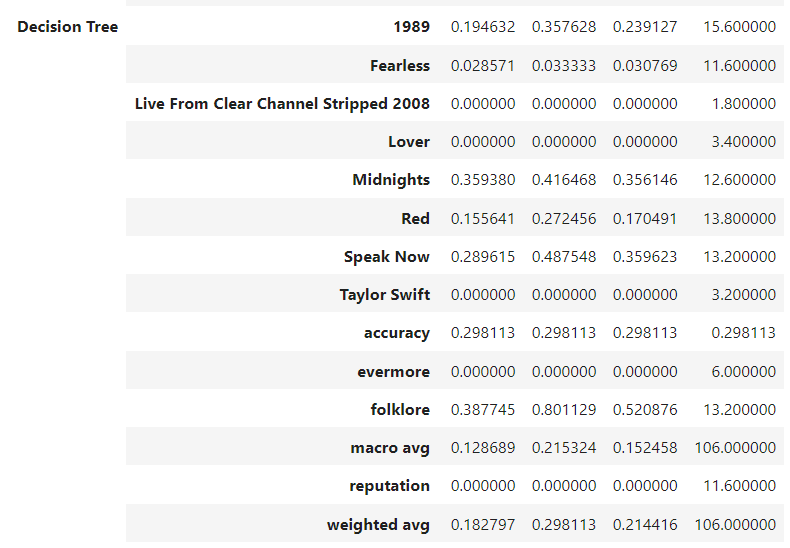 Decision Tree 1989 0.194632 0.357628 0.239127 15.600000
Fearless 0.028571 0.033333 0.030769 11.600000
Live From Clear Channel Stripped 2008 0.000000 0.000000 0.000000 1.800000
Lover 0.000000 0.000000 0.000000 3.400000
Midnights 0.359380 0.416468 0.356146 12.600000
Red 0.155641 0.272456 0.170491 13.800000
Speak Now 0.289615 0.487548 0.359623 13.200000
Taylor Swift 0.000000 0.000000 0.000000 3.200000
accuracy 0.298113 0.298113 0.298113 0.298113
evermore 0.000000 0.000000 0.000000 6.000000
folklore 0.387745 0.801129 0.520876 13.200000
macro avg 0.128689 0.215324 0.152458 106.000000
reputation 0.000000 0.000000 0.000000 11.600000
weighted avg 0.182797 0.298113 0.214416 106.000000